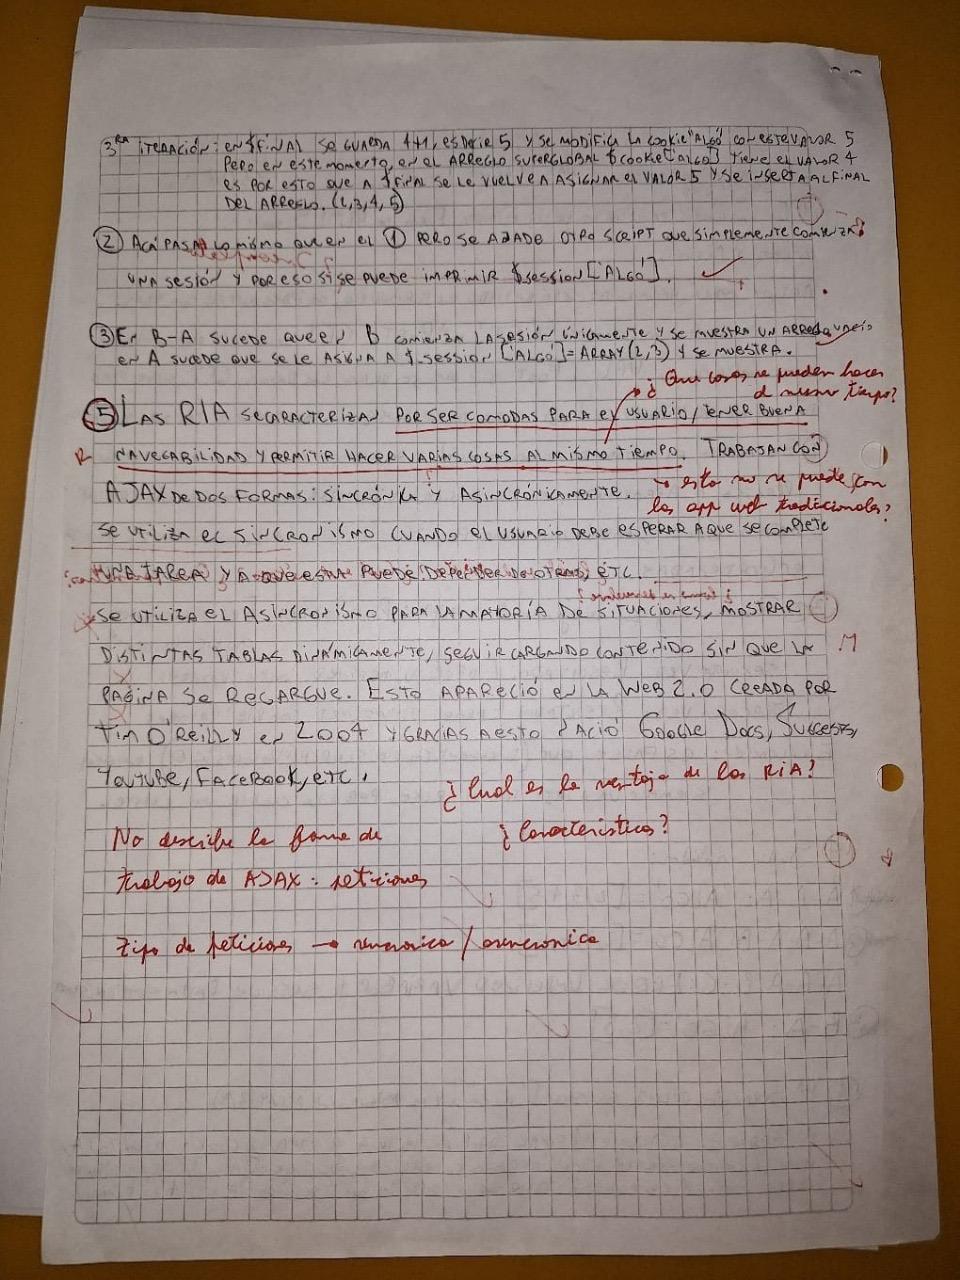 3RA iteración: en $final se guarda 4+1, es decir 5 y se modifica la cookie "Algo" con este valor 5
Pero en este momento, en el arreglo superglobal $cookie['algo'] tiene el valor 4
es por esto que a $final se le vuelve a asignar el valor 5 y se inserta al final
del arreglo. (2,3,4,5)
② Acá pasa lo mismo que en el ① pero se añade otro script que simplemente comienza
una sesión y por eso sí se puede imprimir $session['Algo'].
③ En B-A sucede que en B comienza la sesión únicamente y se muestra un arreglo vacío
en A sucede que se le asigna a $_session['Algo']=array(2,3) y se muestra.
¿Que cosas se pueden hacer
al mismo tiempo?
⑤ Las RIA se caracterizan por ser comodas para el usuario, tener buena
R navegabilidad y permitir hacer varias cosas al mismo tiempo. Trabajan con
AJAX de dos formas: sincrónica y asincrónicamente.
→ esto no se puede con
las app web tradicionales?
Se utiliza el sincronismo cuando el usuario debe esperar a que se complete
una tarea, ya que esta puede depender de otras, etc.
Se utiliza el asincronismo para la mayoría de situaciones, mostrar
distintas tablas dinámicamente, seguir cargando contenido sin que la
M
página se recargue. Esto apareció en la Web 2.0 creada por
Tim O'Reilly en 2004 y gracias a esto nació Google Docs,
YouTube, Facebook, etc.
¿Cual es la ventaja de las RIA?
No describe la forma de
¿Caracteristicas?
trabajo de AJAX: peticiones
tipo de peticiones → sincronica / asincronica